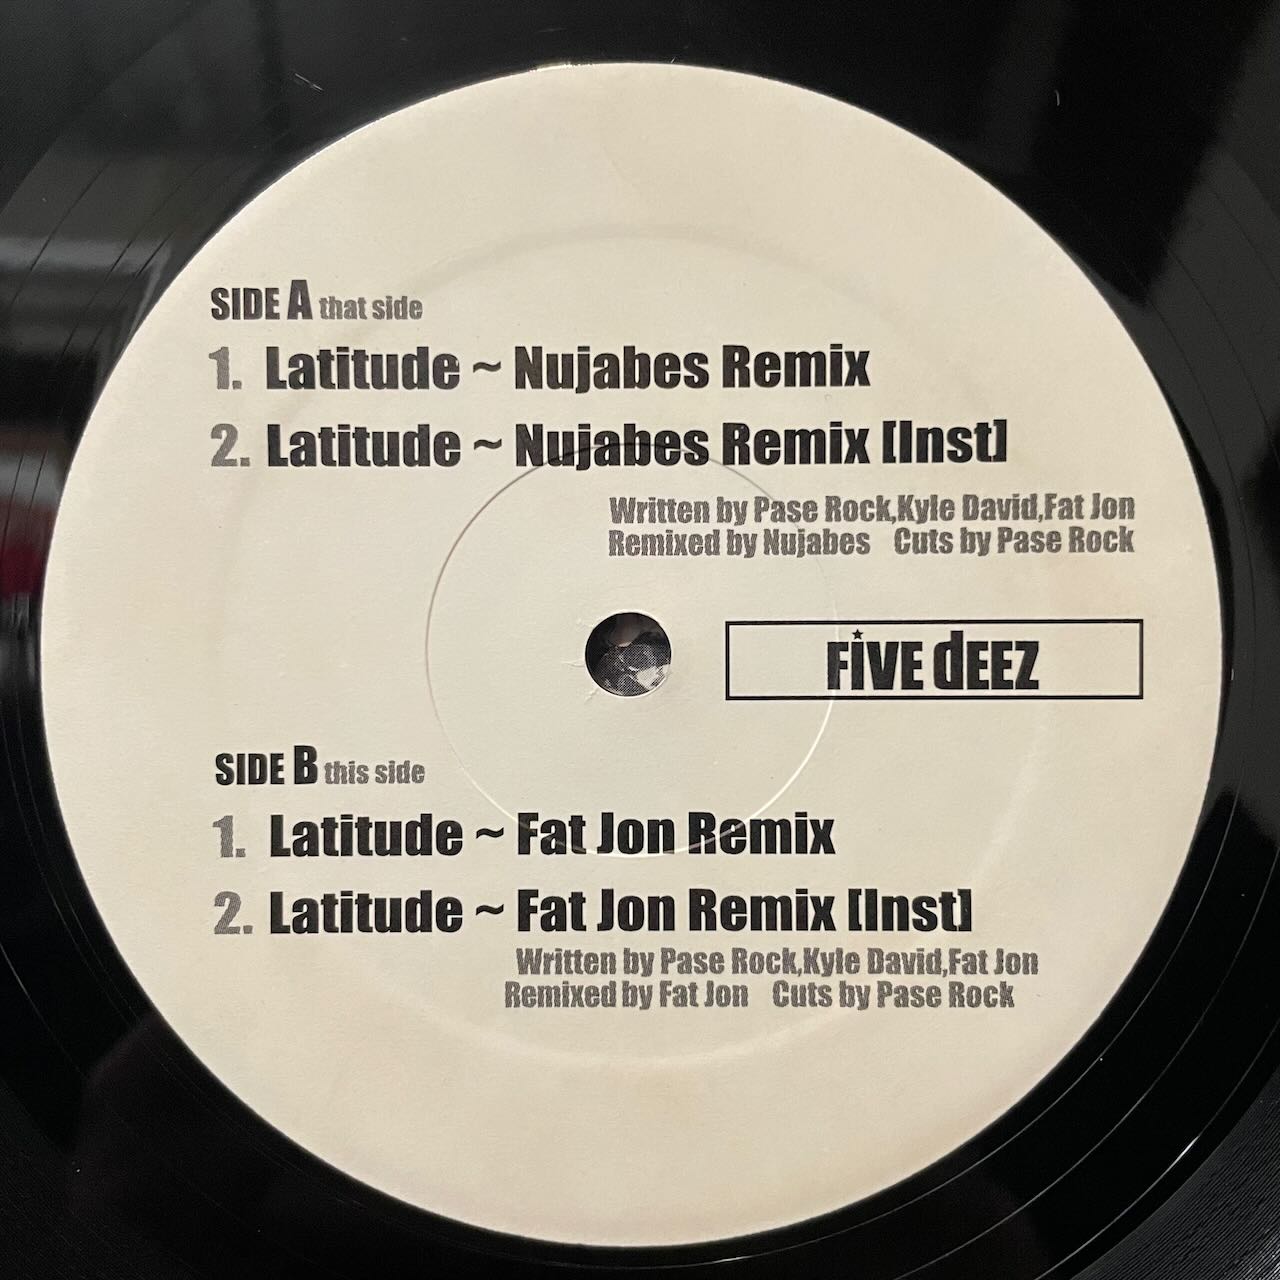 SIDE A that side
1. Latitude ~ Nujabes Remix
2. Latitude ~ Nujabes Remix [Inst]
Written by Pase Rock,Kyle David,Fat Jon
Remixed by Nujabes Cuts by Pase Rock
FiVE dEEZ
SIDE B this side
1. Latitude ~ Fat Jon Remix
2. Latitude ~ Fat Jon Remix [Inst]
Written by Pase Rock,Kyle David,Fat Jon
Remixed by Fat Jon Cuts by Pase Rock